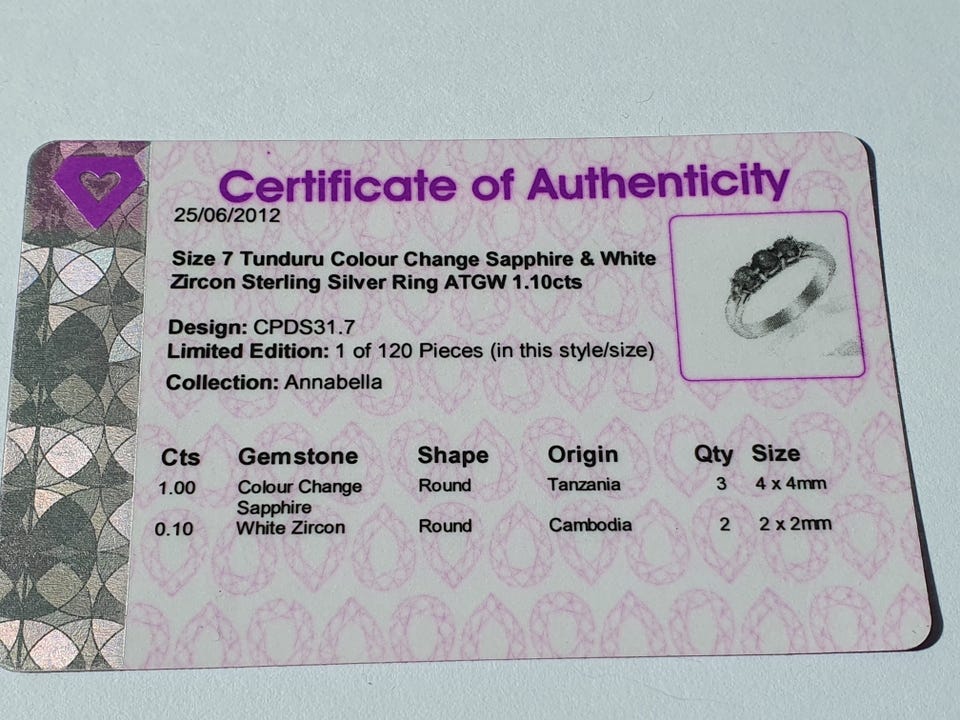 Certificate of Authenticity
25/06/2012
Size 7 Tunduru Colour Change Sapphire & White
Zircon Sterling Silver Ring ATGW 1.10cts
Design: CPDS31.7
Limited Edition: 1 of 120 Pieces (in this style/size)
Collection: Annabella
Cts Gemstone Shape Origin Qty Size
1.00 Colour Change Round Tanzania 3 4 x 4mm
Sapphire
0.10 White Zircon Round Cambodia 2 2 x 2mm